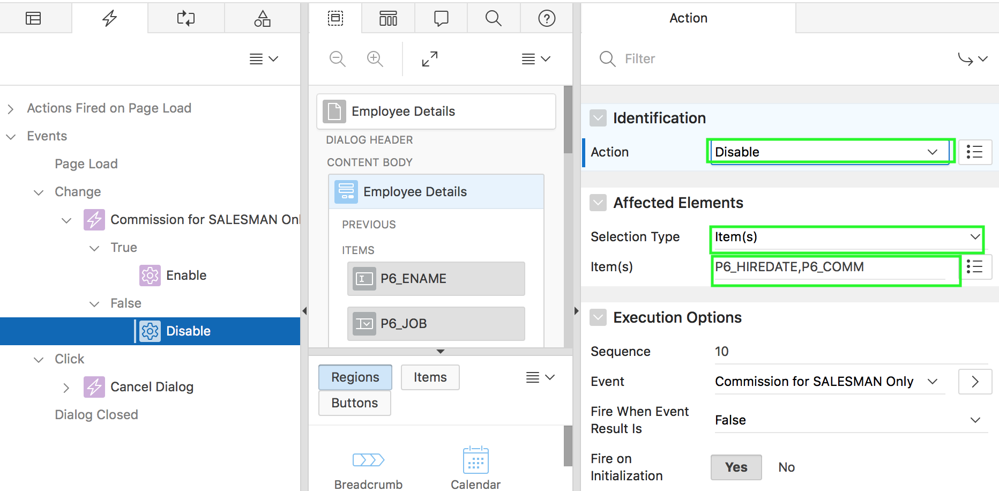 Actions Fired on Page Load
Events
Page Load
Change
Commission for SALESMAN Onl
True
Enable
False
Disable
Click
Cancel Dialog
Dialog Closed
Employee Details
DIALOG HEADER
CONTENT BODY
Employee Details
PREVIOUS
ITEMS
P6_ENAME
P6_JOB
Regions
Items
Buttons
Breadcrumb
Calendar
Action
Filter
Identification
Action
Disable
Affected Elements
Selection Type
Item(s)
Item(s)
P6_HIREDATE,P6_COMM
Execution Options
Sequence
10
Event
Commission for SALESMAN Only
Fire When Event
Result Is
False
Fire on
Initialization
Yes
No